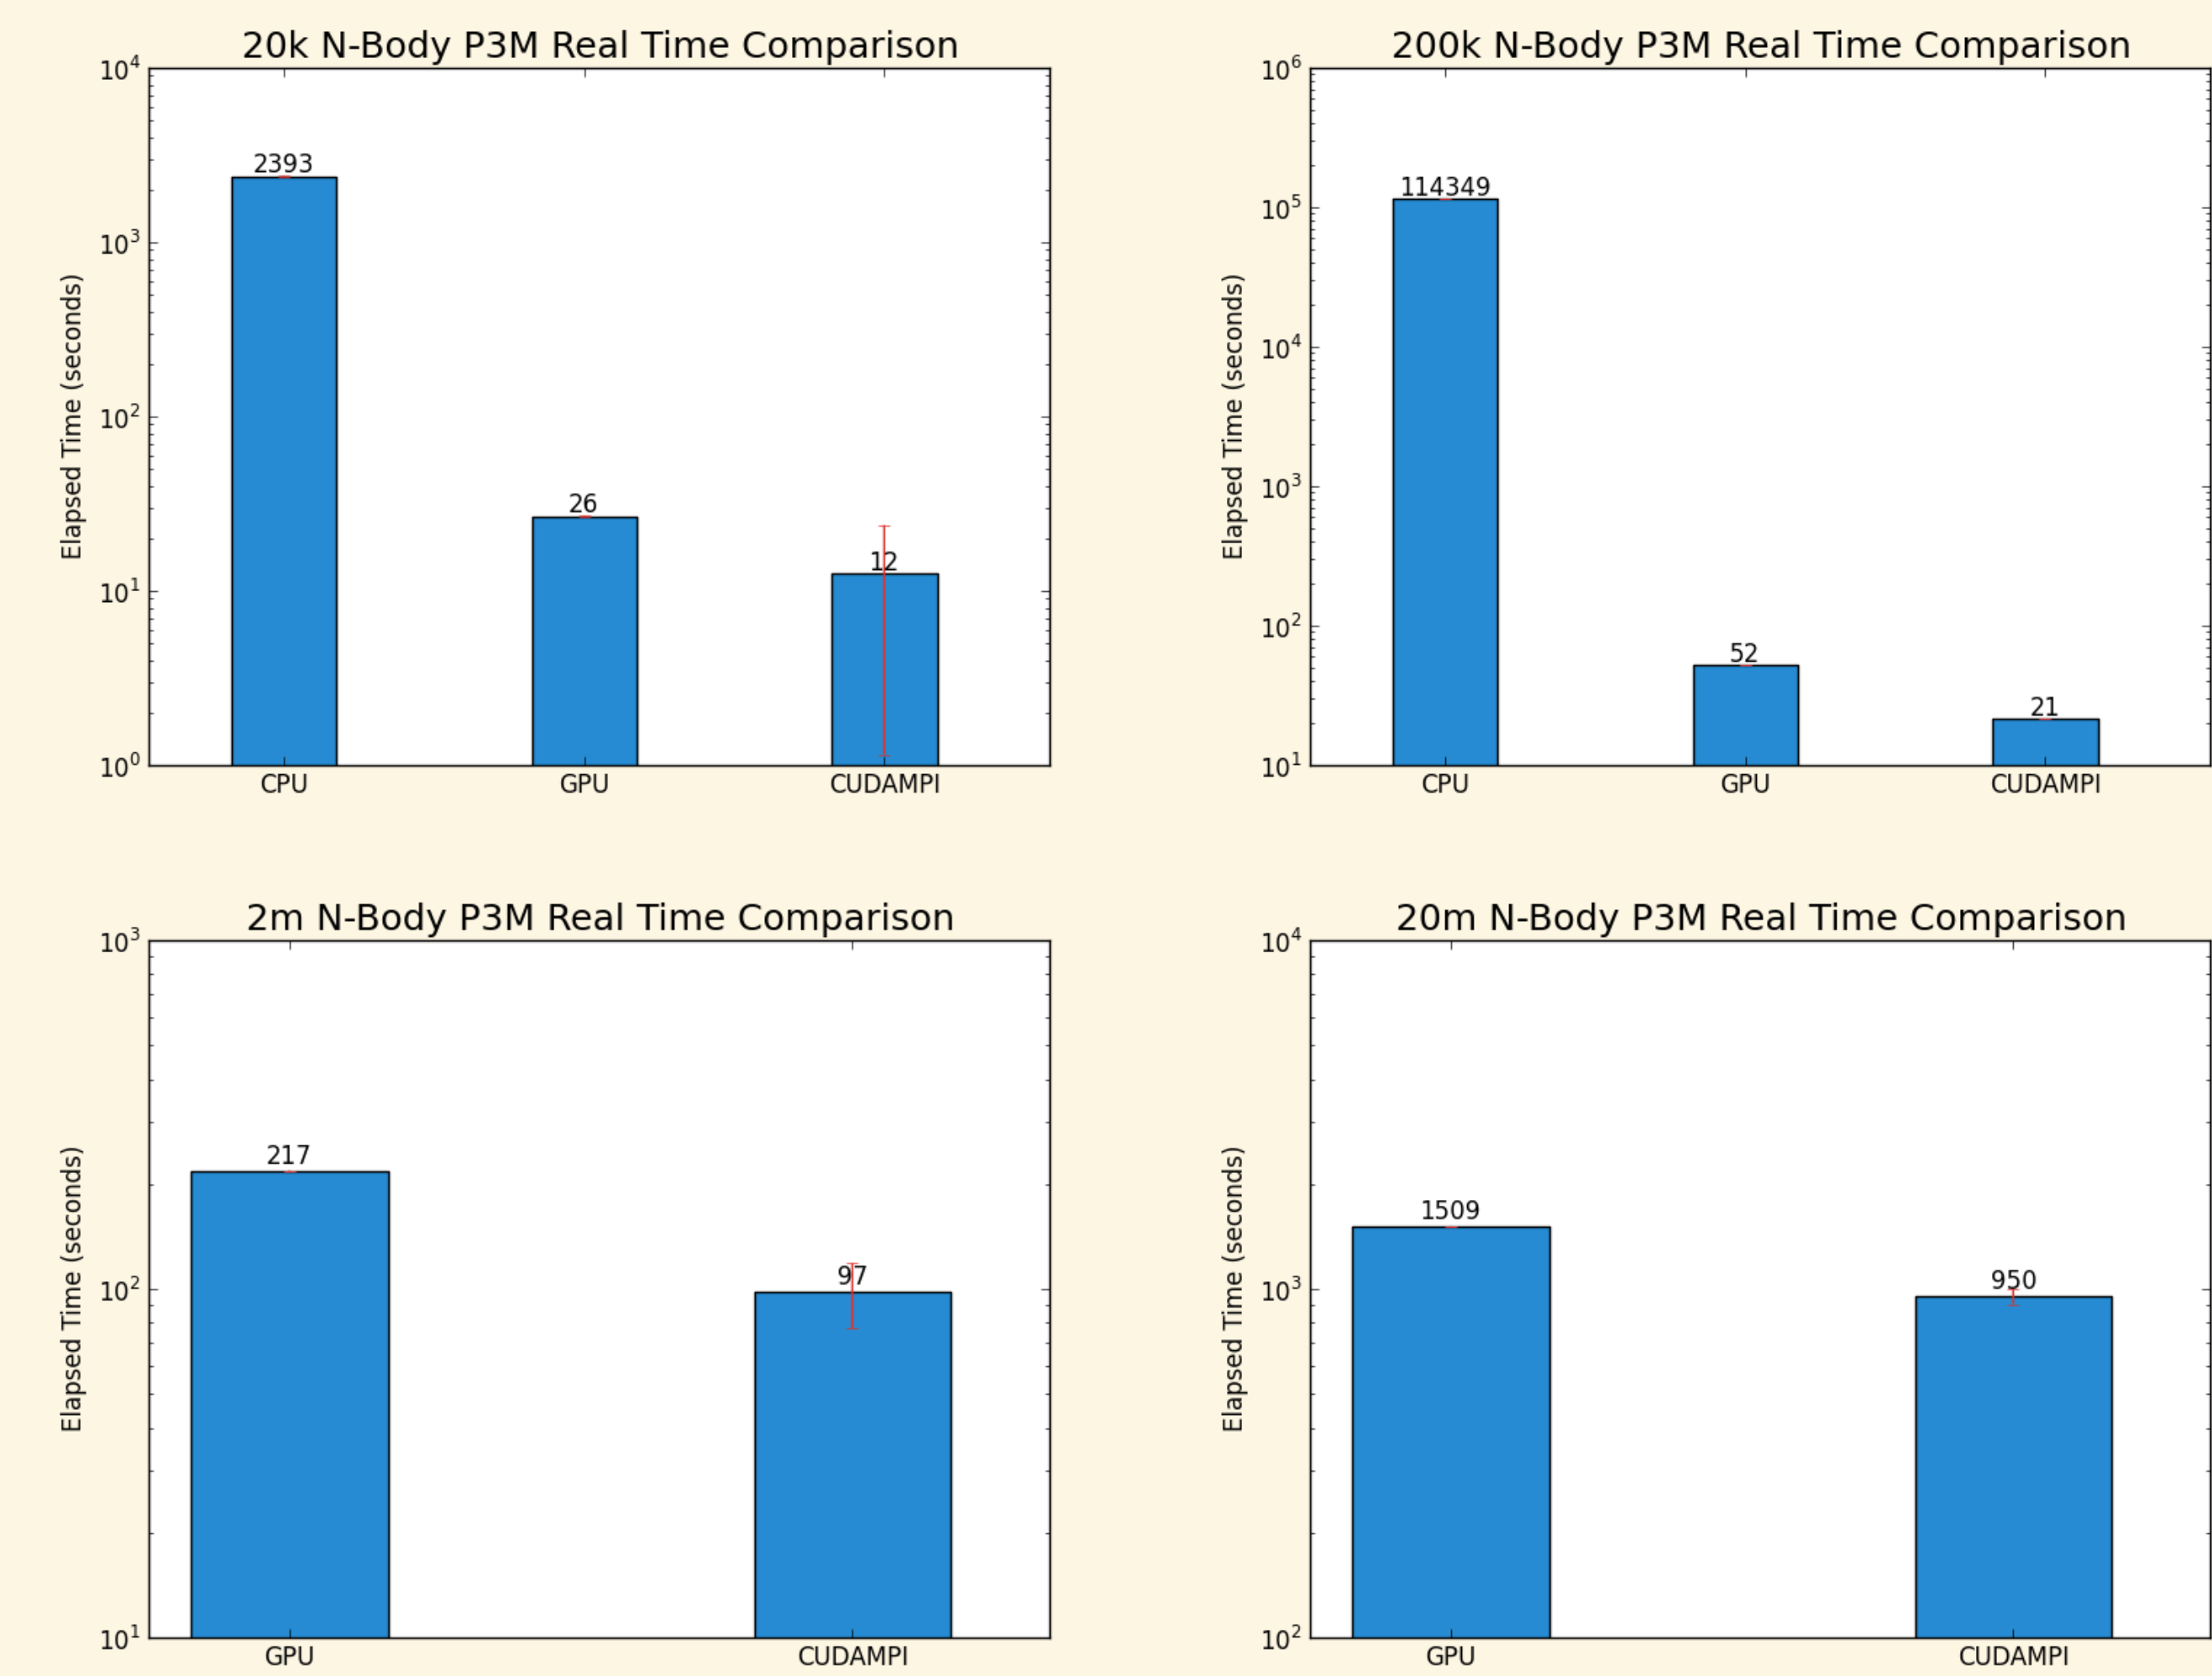 20k N-Body P3M Real Time Comparison
Elapsed Time (seconds)
10^4
10^3
10^2
10^1
10^0
2393
26
12
CPU GPU CUDAMPI
200k N-Body P3M Real Time Comparison
Elapsed Time (seconds)
10^6
10^5
10^4
10^3
10^2
10^1
114349
52
21
CPU GPU CUDAMPI
2m N-Body P3M Real Time Comparison
Elapsed Time (seconds)
10^3
10^2
10^1
217
97
GPU CUDAMPI
20m N-Body P3M Real Time Comparison
Elapsed Time (seconds)
10^4
10^3
10^2
1509
950
GPU CUDAMPI